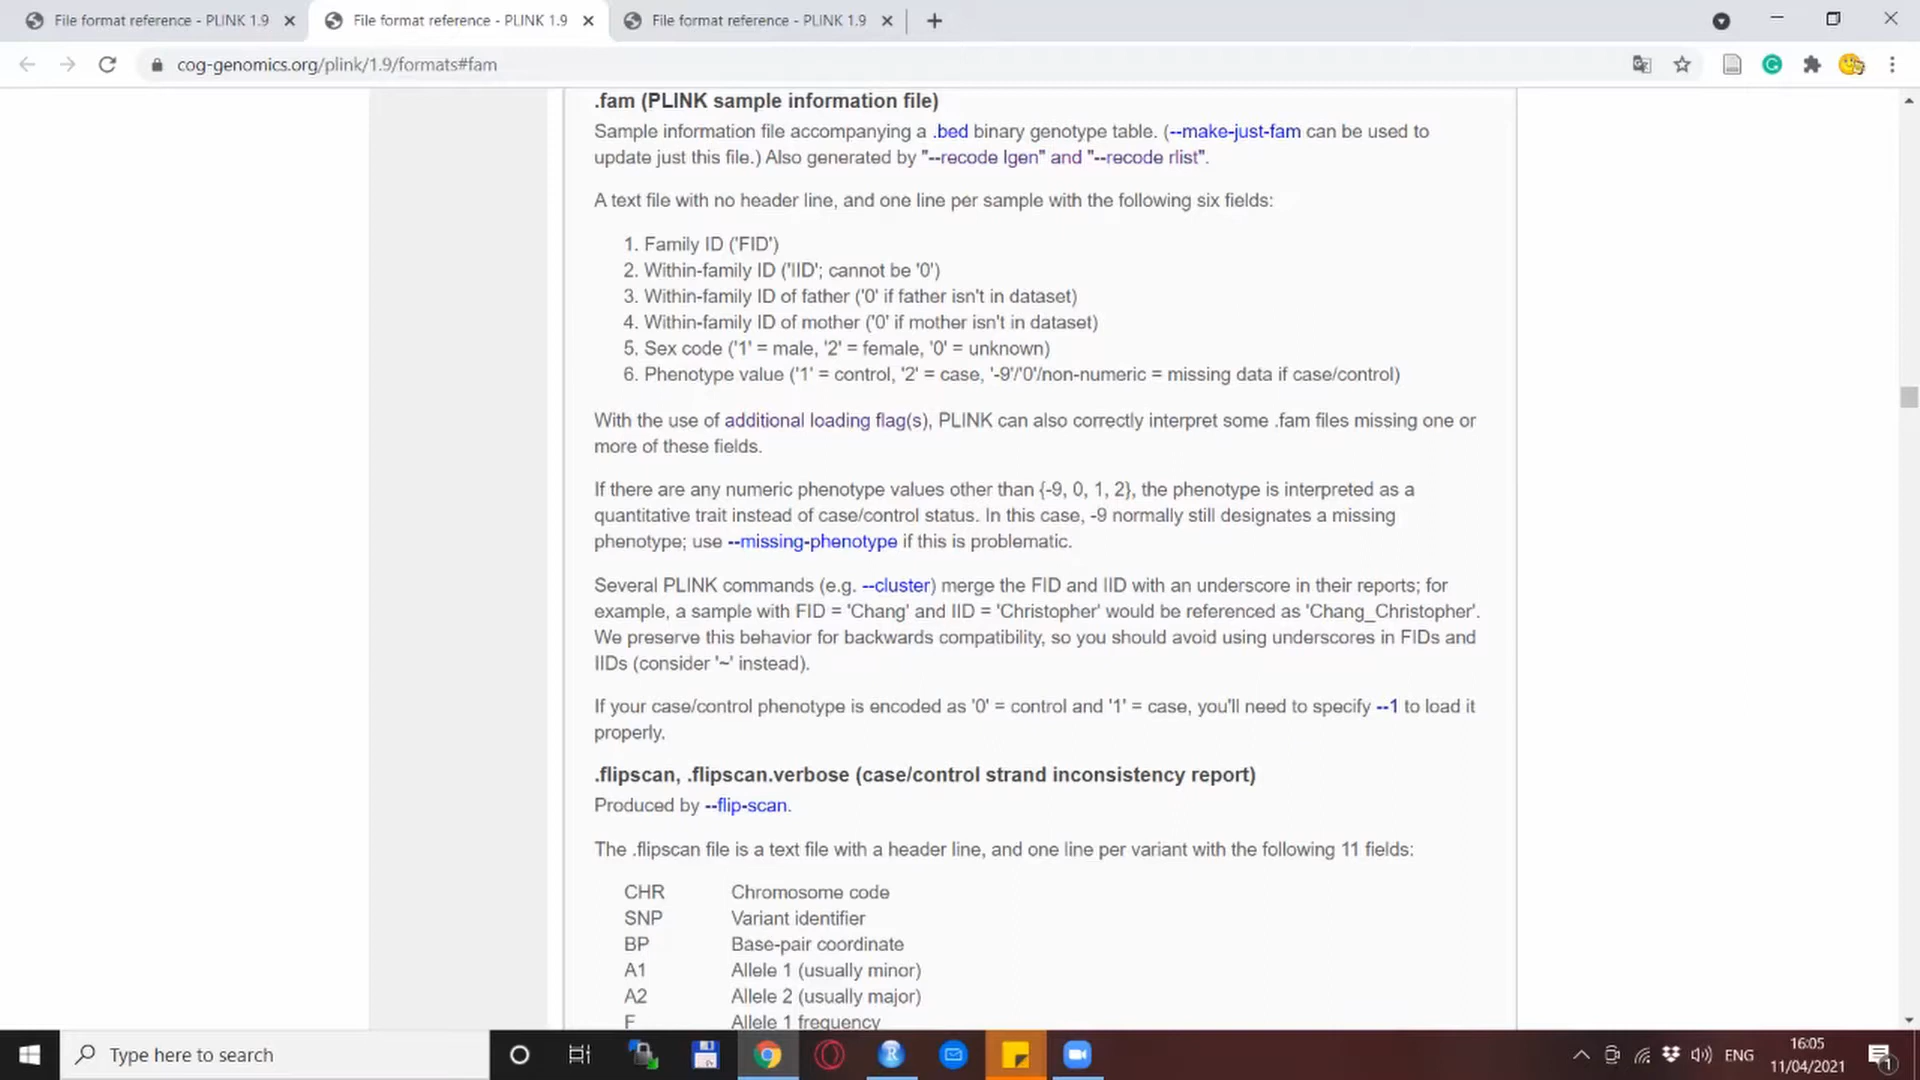 File format reference - PLINK 1.9
File format reference - PLINK 1.9
File format reference - PLINK 1.9
cog-genomics.org/plink/1.9/formats#fam
.fam (PLINK sample information file)
Sample information file accompanying a .bed binary genotype table. (--make-just-fam can be used to
update just this file.) Also generated by "--recode lgen" and "--recode rlist".
A text file with no header line, and one line per sample with the following six fields:
1. Family ID ('FID')
2. Within-family ID ('IID'; cannot be '0')
3. Within-family ID of father ('0' if father isn't in dataset)
4. Within-family ID of mother ('0' if mother isn't in dataset)
5. Sex code ('1' = male, '2' = female, '0' = unknown)
6. Phenotype value ('1' = control, '2' = case, '-9'/'0'/non-numeric = missing data if case/control)
With the use of additional loading flag(s), PLINK can also correctly interpret some .fam files missing one or
more of these fields.
If there are any numeric phenotype values other than {-9, 0, 1, 2}, the phenotype is interpreted as a
quantitative trait instead of case/control status. In this case, -9 normally still designates a missing
phenotype; use --missing-phenotype if this is problematic.
Several PLINK commands (e.g. --cluster) merge the FID and IID with an underscore in their reports; for
example, a sample with FID = 'Chang' and IID = 'Christopher' would be referenced as 'Chang_Christopher'.
We preserve this behavior for backwards compatibility, so you should avoid using underscores in FIDs and
IIDs (consider '~' instead).
If your case/control phenotype is encoded as '0' = control and '1' = case, you'll need to specify --1 to load it
properly.
.flipscan, .flipscan.verbose (case/control strand inconsistency report)
Produced by --flip-scan.
The .flipscan file is a text file with a header line, and one line per variant with the following 11 fields:
CHR Chromosome code
SNP Variant identifier
BP Base-pair coordinate
A1 Allele 1 (usually minor)
A2 Allele 2 (usually major)
F Allele 1 frequency
Type here to search
R
ENG
16:05
11/04/2021
1